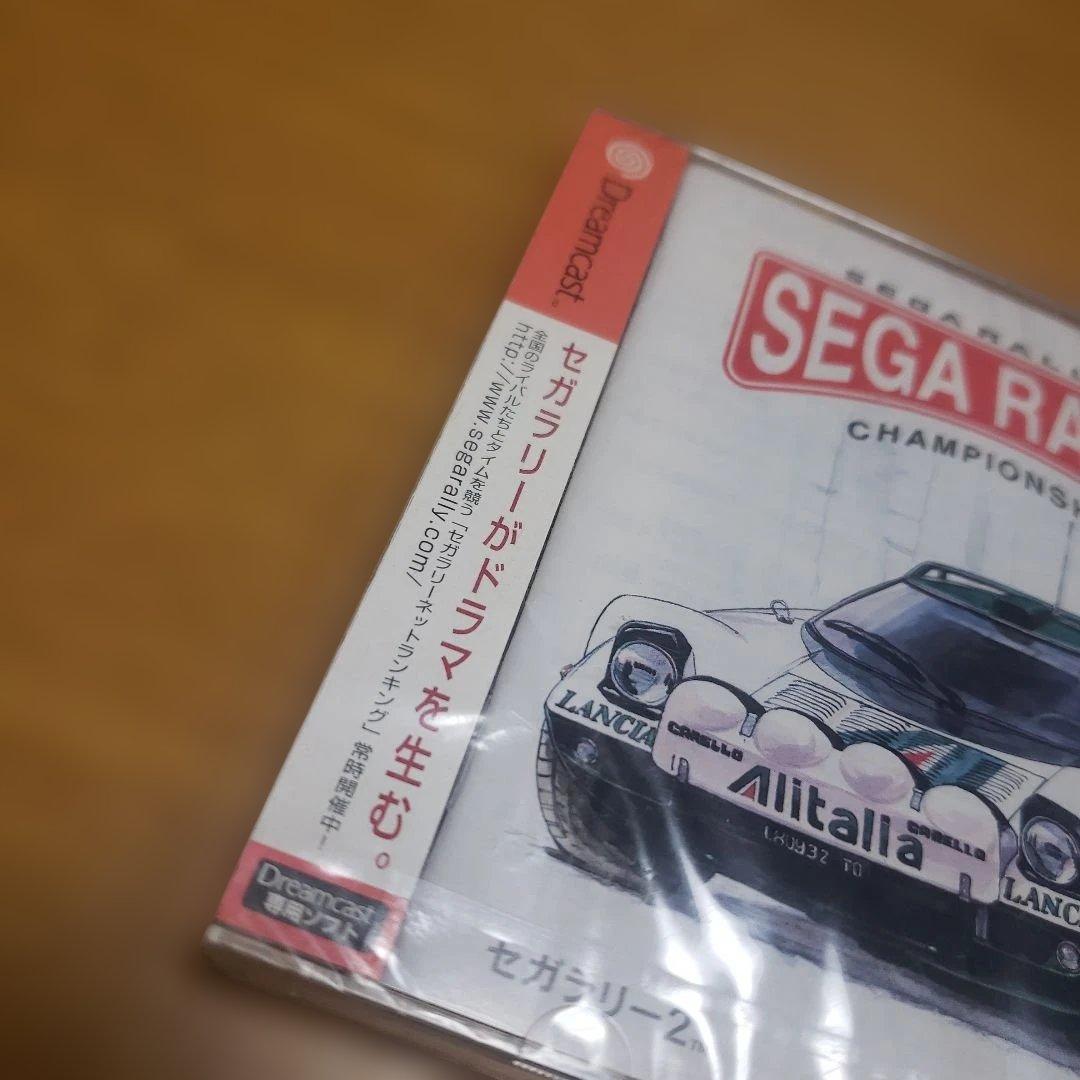 Dreamcast
セガラリーがドラマを生む。
全国のライバルたちとタイムを競う「セガラリーネットランキング」常時開催中!
http://www.segarally.com/
Dreamcast
専用ソフト
SEGA RA
CHAMPIONSH
LANCIA
CARELLO
Alitalia
CARELLO
LANC
セガラリー2